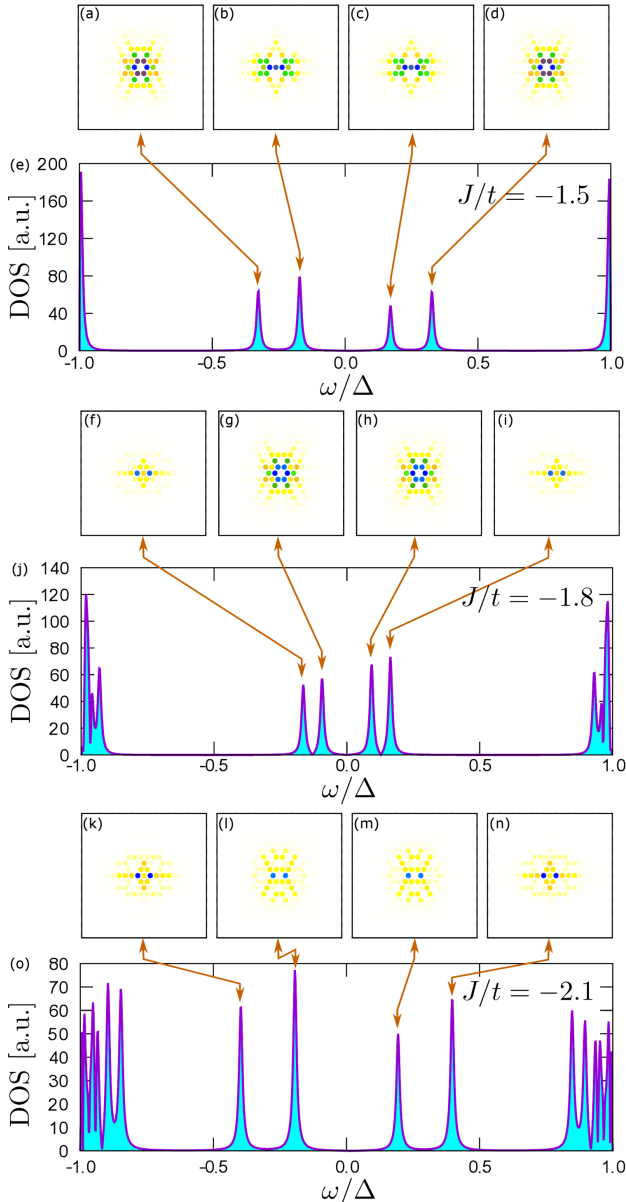 (a) (b) (c) (d)
(e)
J/t = −1.5
DOS [a.u.]
200
160
120
80
40
0
-1.0 -0.5 0.0 0.5 1.0
ω/Δ
(f) (g) (h) (i)
(j)
J/t = −1.8
DOS [a.u.]
140
120
100
80
60
40
20
0
-1.0 -0.5 0.0 0.5 1.0
ω/Δ
(k) (l) (m) (n)
(o)
J/t = −2.1
DOS [a.u.]
80
70
60
50
40
30
20
10
0
-1.0 -0.5 0.0 0.5 1.0
ω/Δ